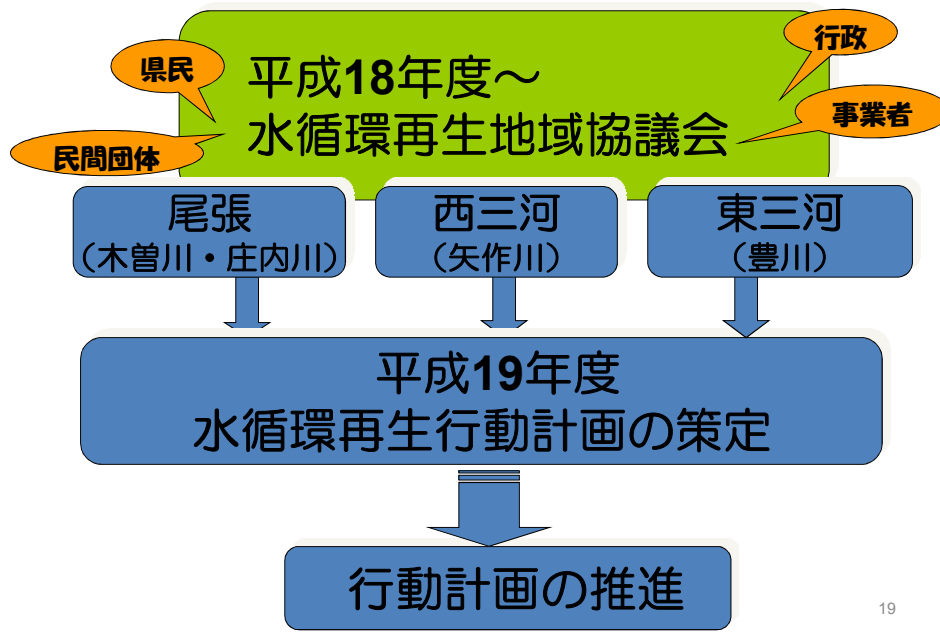 県民
行政
平成18年度～
水循環再生地域協議会
事業者
民間団体
尾張
（木曽川・庄内川）
西三河
（矢作川）
東三河
（豊川）
平成19年度
水循環再生行動計画の策定
行動計画の推進
19